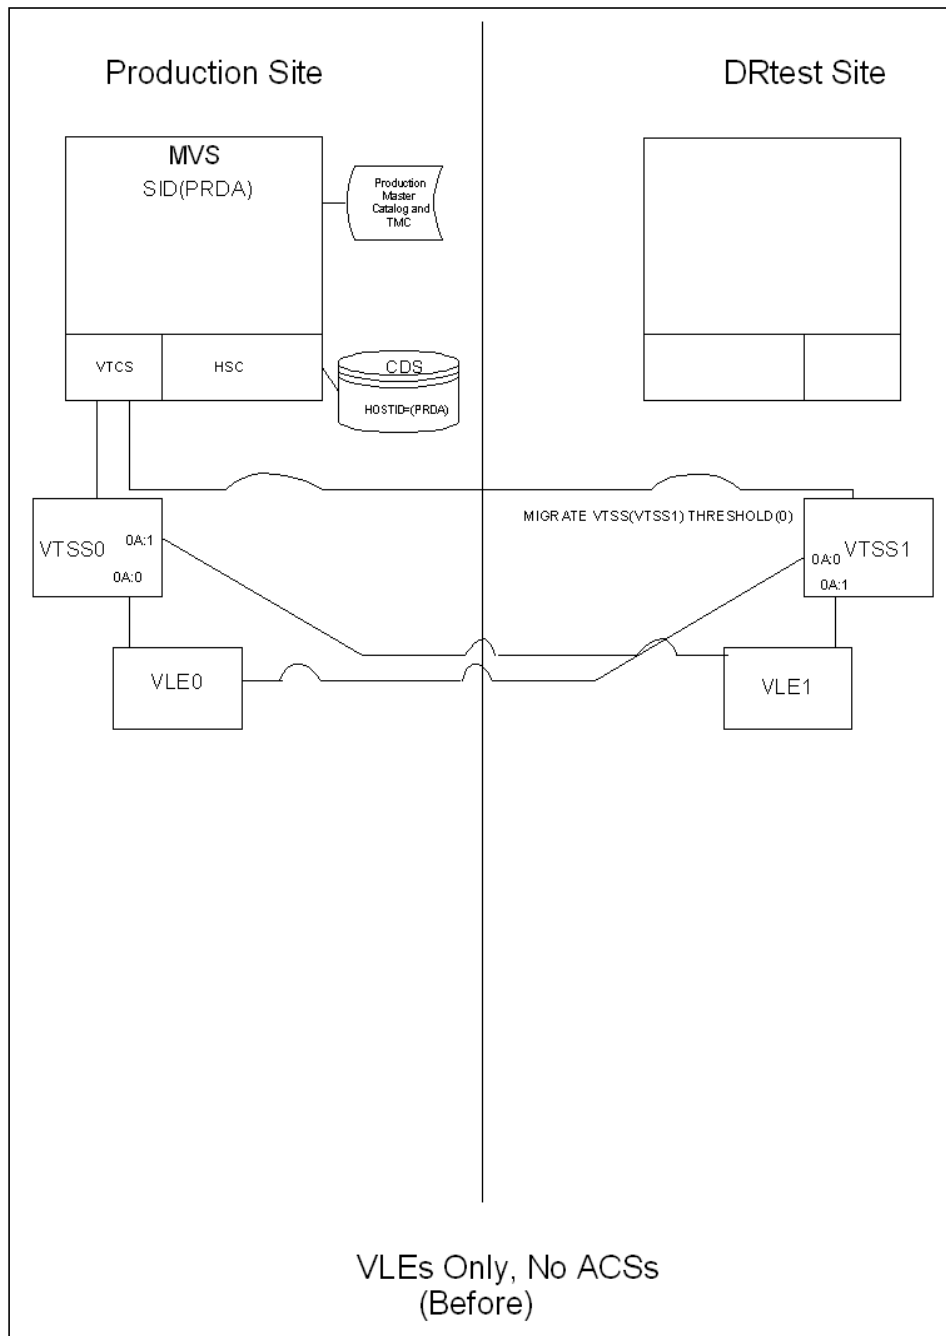 Production Site
DRtest Site
MVS
SID(PRDA)
Production
Master
Catalog and
TMC
VTCS
HSC
CDS
HOSTID=(PRDA)
MIGRATE VTSS(VTSS1) THRESHOLD(0)
VTSS0
0A:1
0A:0
VTSS1
0A:0
0A:1
VLE0
VLE1
VLEs Only, No ACSs
(Before)